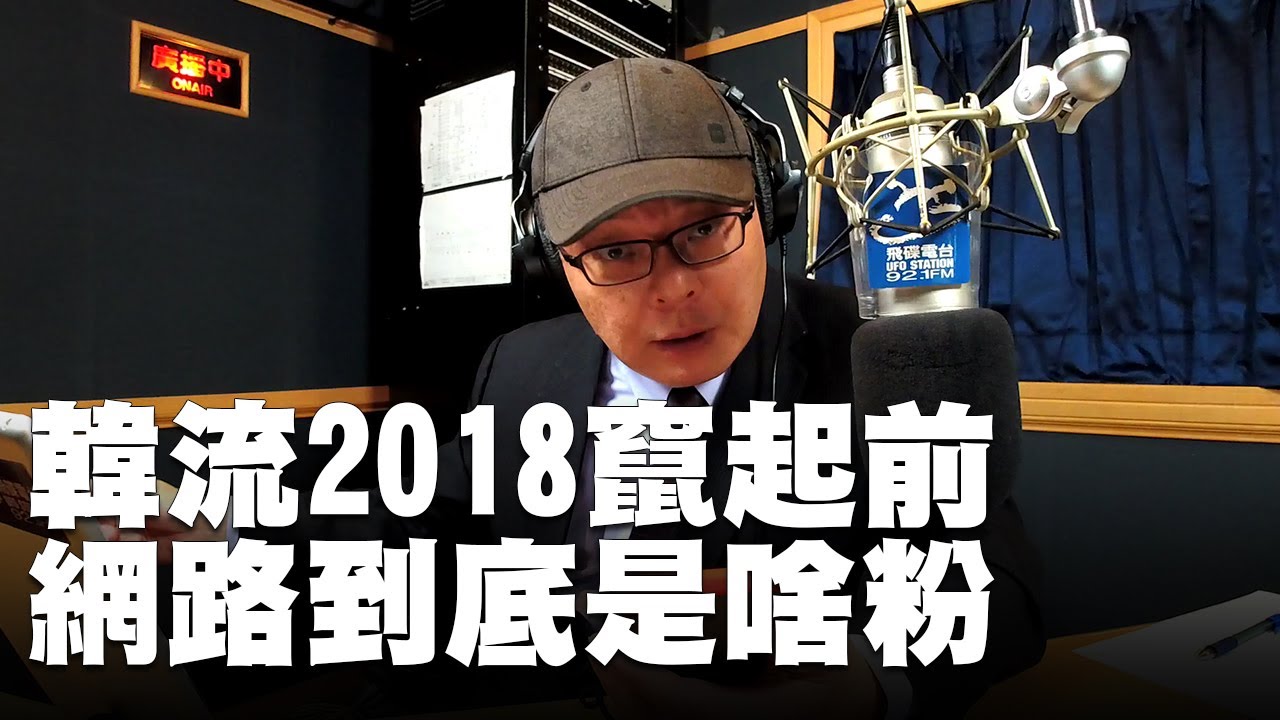 廣播中
ONAIR
飛碟電台
UFO STATION
92.1FM
韓流2018竄起前
網路到底是啥粉